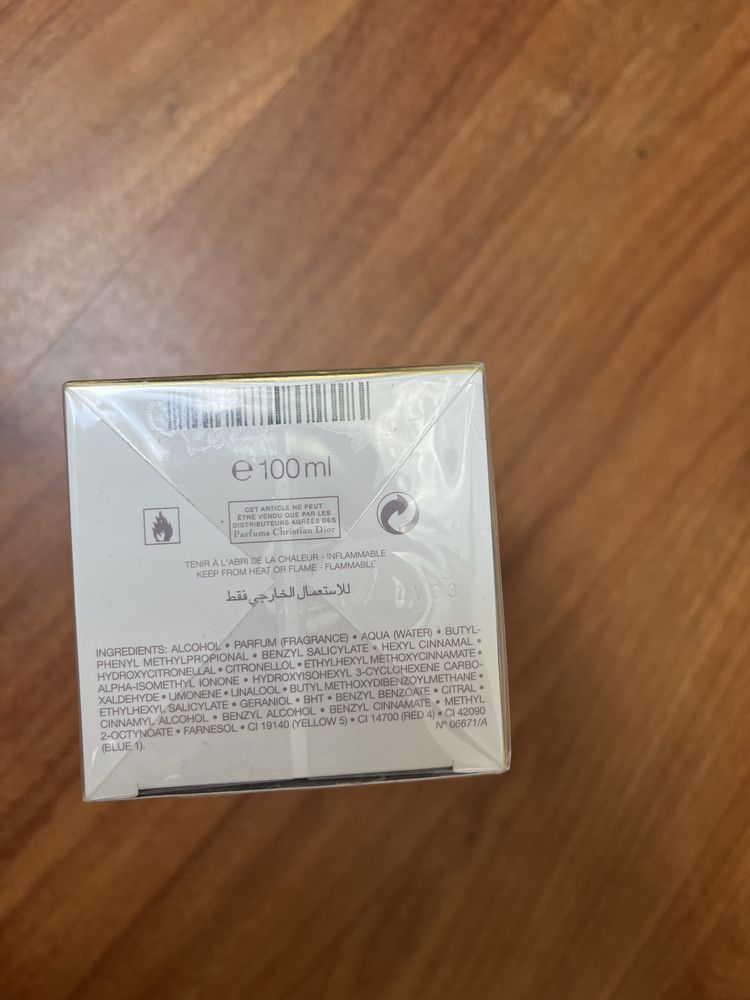 ℮ 100 ml
CET ARTICLE NE PEUT
ÊTRE VENDU QUE PAR LES
DISTRIBUTEURS AGRÉÉS DES
Parfums Christian Dior
TENIR À L'ABRI DE LA CHALEUR - INFLAMMABLE
KEEP FROM HEAT OR FLAME - FLAMMABLE
للاستعمال الخارجي فقط
INGREDIENTS: ALCOHOL • PARFUM (FRAGRANCE) • AQUA (WATER) • BUTYL-
PHENYL METHYLPROPIONAL • BENZYL SALICYLATE • HEXYL CINNAMAL •
HYDROXYCITRONELLAL • CITRONELLOL • ETHYLHEXYL METHOXYCINNAMATE •
ALPHA-ISOMETHYL IONONE • HYDROXYISOHEXYL 3-CYCLOHEXENE CARBO-
XALDEHYDE • LIMONENE • LINALOOL • BUTYL METHOXYDIBENZOYLMETHANE •
ETHYLHEXYL SALICYLATE • GERANIOL • BHT • BENZYL BENZOATE • CITRAL •
CINNAMYL ALCOHOL • BENZYL ALCOHOL • BENZYL CINNAMATE • METHYL
2-OCTYNOATE • FARNESOL • CI 19140 (YELLOW 5) • CI 14700 (RED 4) • CI 42090
(BLUE 1).
N° 06671/A